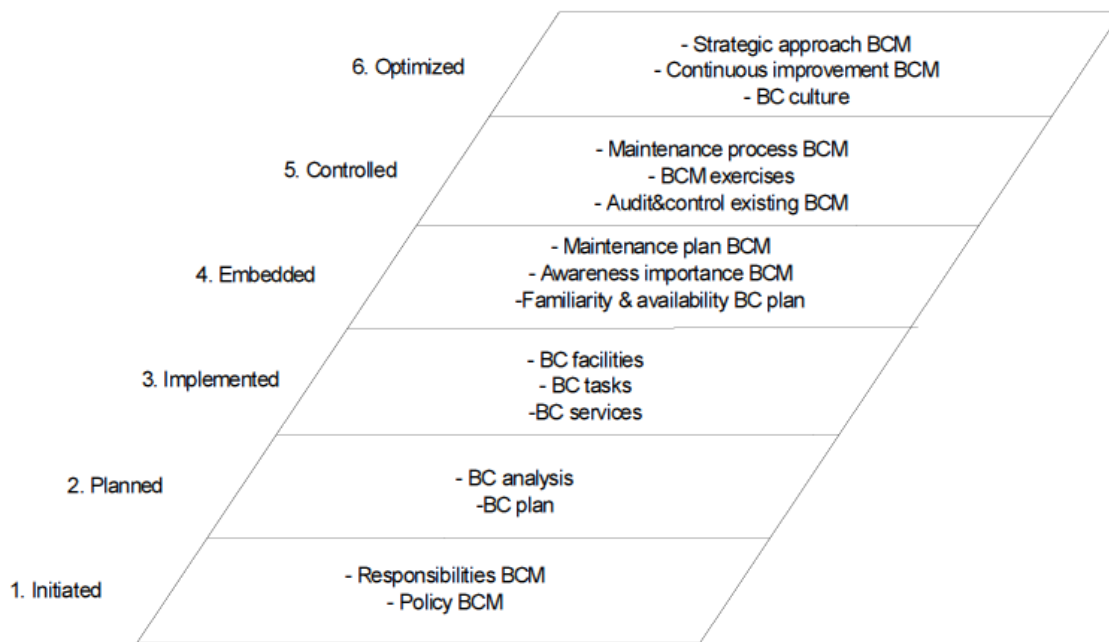 6. Optimized
- Strategic approach BCM
- Continuous improvement BCM
- BC culture
5. Controlled
- Maintenance process BCM
- BCM exercises
- Audit&control existing BCM
4. Embedded
- Maintenance plan BCM
- Awareness importance BCM
-Familiarity & availability BC plan
3. Implemented
- BC facilities
- BC tasks
-BC services
2. Planned
- BC analysis
-BC plan
1. Initiated
- Responsibilities BCM
- Policy BCM